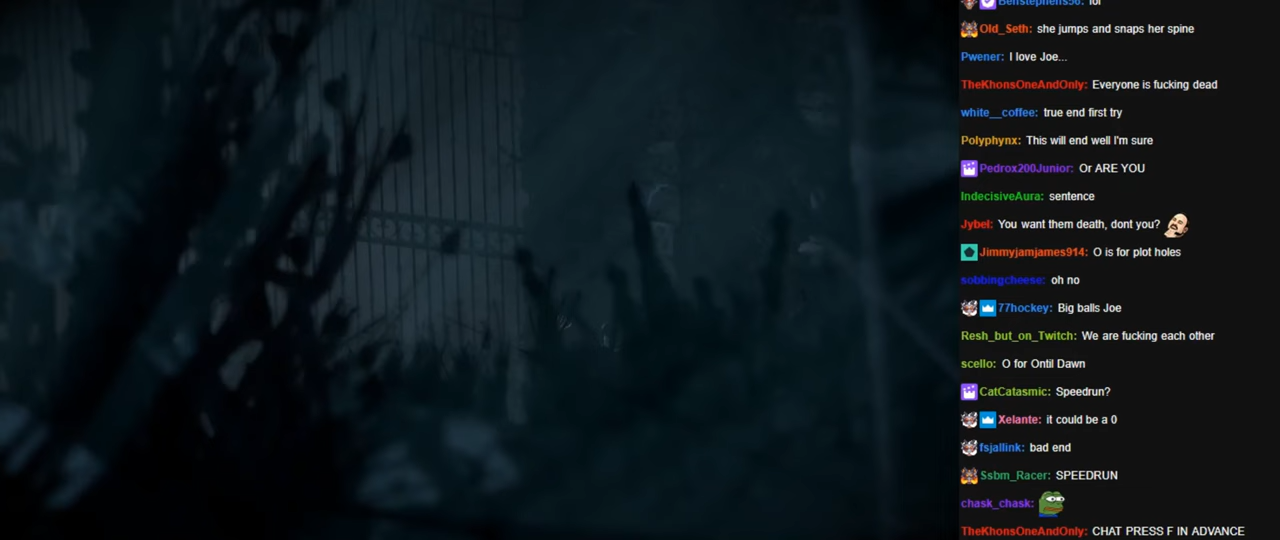 Benstephens56: lol
Old_Seth: she jumps and snaps her spine
Pwener: I love Joe...
TheKhonsOneAndOnly: Everyone is fucking dead
white__coffee: true end first try
Polyphynx: This will end well I'm sure
Pedrox200Junior: Or ARE YOU
IndecisiveAura: sentence
Jybel: You want them death, dont you?
Jimmyjamjames914: O is for plot holes
sobbingcheese: oh no
77hockey: Big balls Joe
Resh_but_on_Twitch: We are fucking each other
scello: O for Ontil Dawn
CatCatasmic: Speedrun?
Xelante: it could be a 0
fsjallink: bad end
Ssbm_Racer: SPEEDRUN
chask_chask:
TheKhonsOneAndOnly: CHAT PRESS F IN ADVANCE